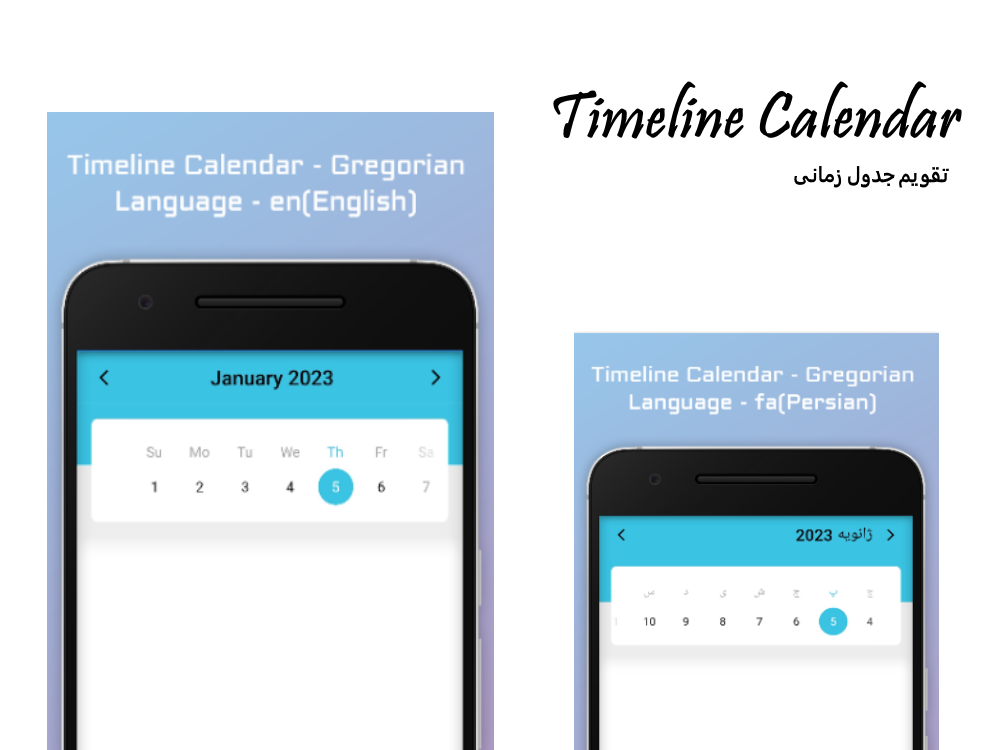 Timeline Calendar
تقویم جدول زمانی
Timeline Calendar - Gregorian
Language - en(English)
January 2023
Su Mo Tu We Th Fr Sa
1 2 3 4 5 6 7
Timeline Calendar - Gregorian
Language - fa(Persian)
ژانویه 2023
س د ی ش ج پ چ
1 10 9 8 7 6 5 4